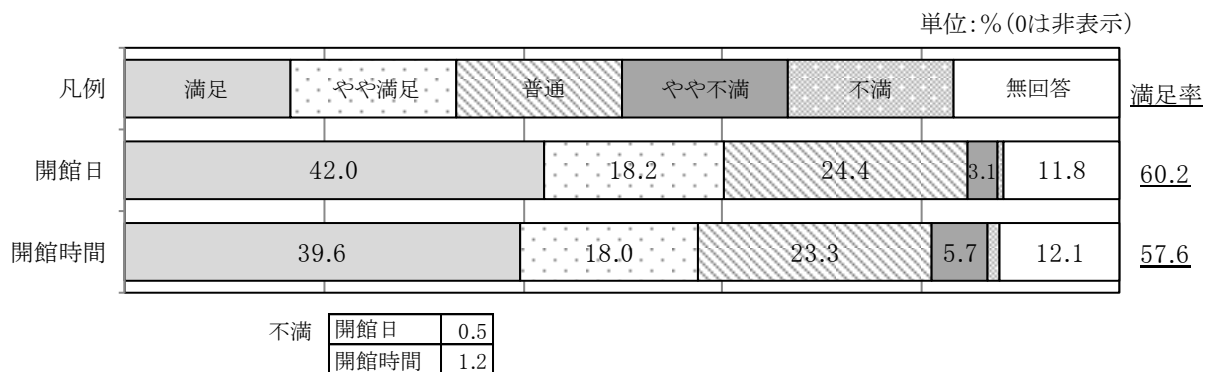 単位：％（0は非表示）
凡例 満足 やや満足 普通 やや不満 不満 無回答 満足率
開館日 42.0 18.2 24.4 3.1 11.8 60.2
開館時間 39.6 18.0 23.3 5.7 12.1 57.6
不満 開館日 0.5
開館時間 1.2